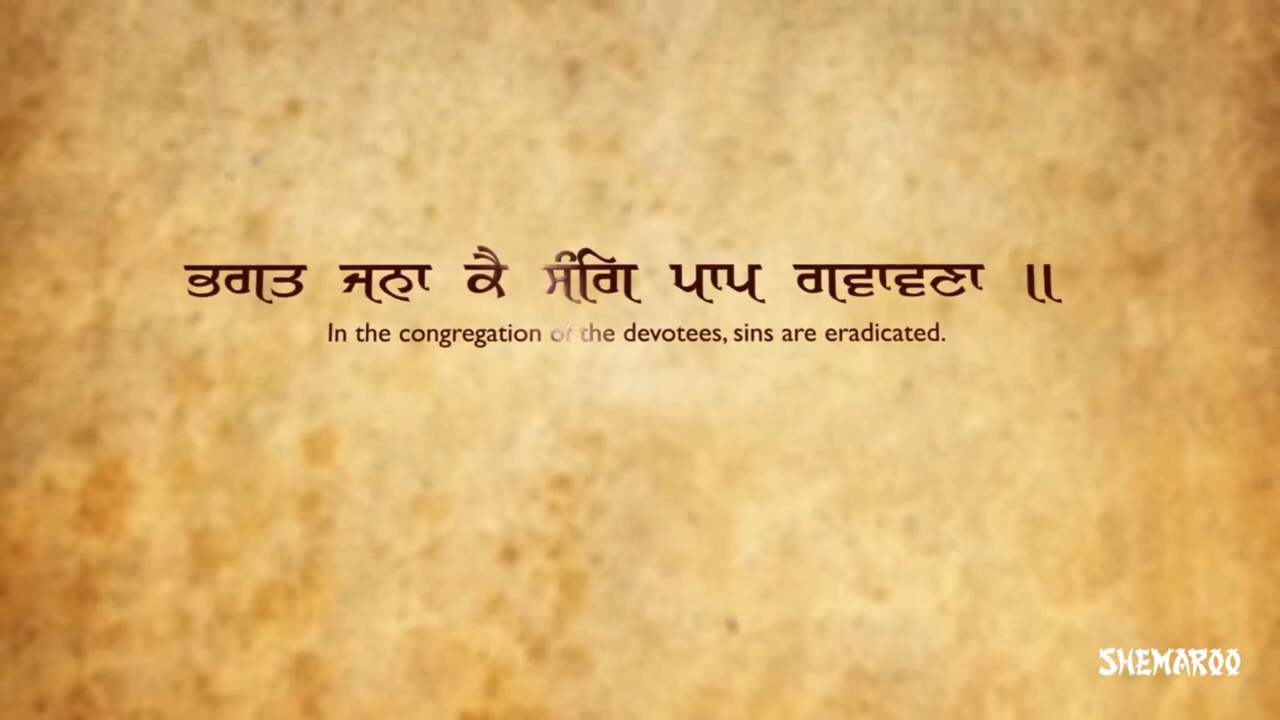 ਭਗਤ ਜਨਾ ਕੈ ਸੰਗਿ ਪਾਪ ਗਵਾਵਣਾ ॥
In the congregation of the devotees, sins are eradicated.
SHEMAROO